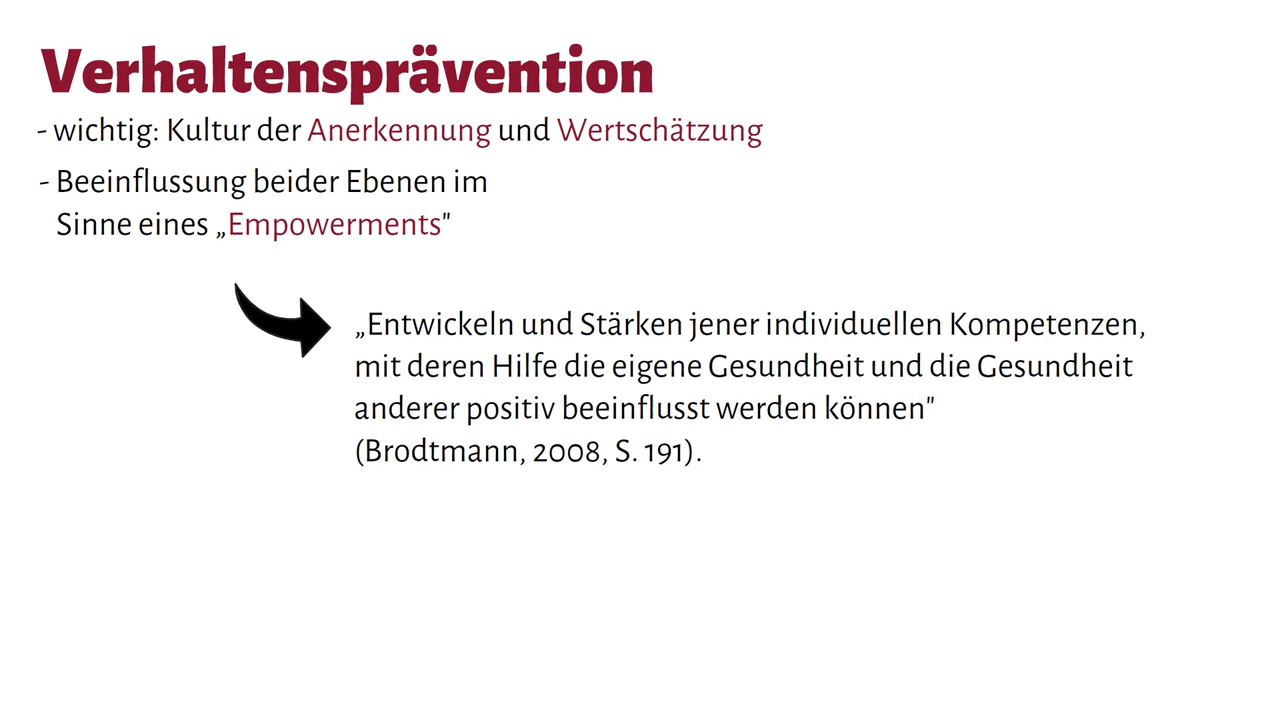 Verhaltensprävention
- wichtig: Kultur der Anerkennung und Wertschätzung
- Beeinflussung beider Ebenen im
Sinne eines „Empowerments"
„Entwickeln und Stärken jener individuellen Kompetenzen,
mit deren Hilfe die eigene Gesundheit und die Gesundheit
anderer positiv beeinflusst werden können"
(Brodtmann, 2008, S. 191).